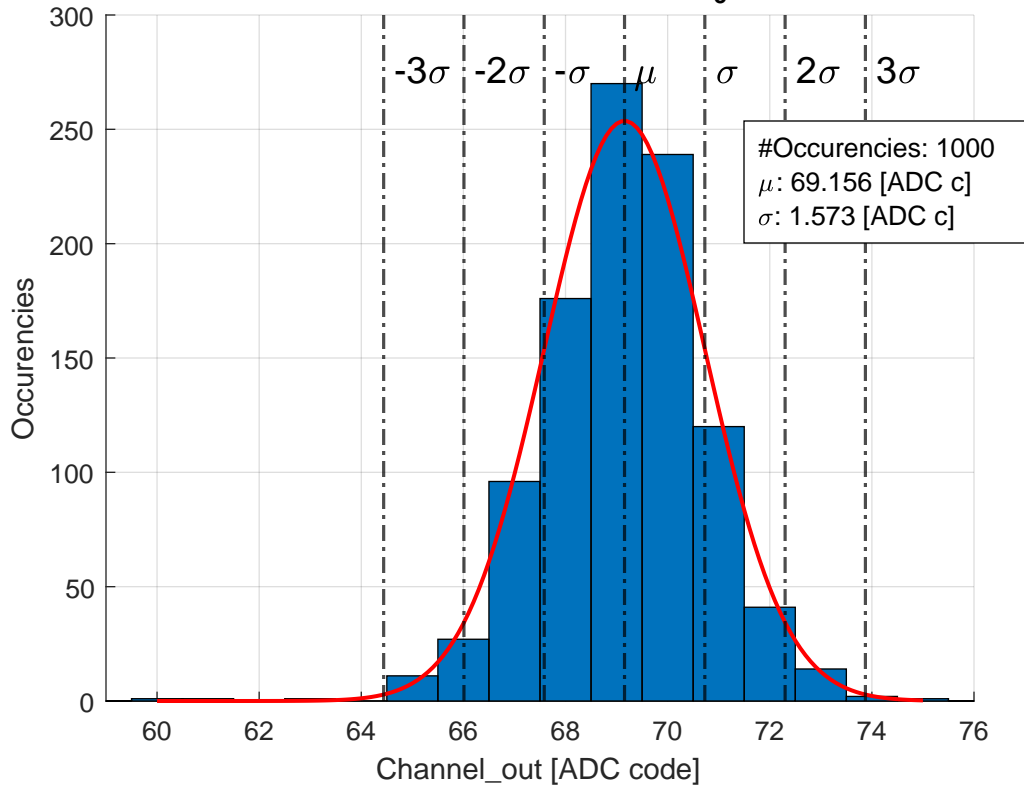 300
250
200
150
100
50
0
Occurencies
-3σ -2σ -σ μ σ 2σ 3σ
#Occurencies: 1000
μ: 69.156 [ADC c]
σ: 1.573 [ADC c]
60 62 64 66 68 70 72 74 76
Channel_out [ADC code]